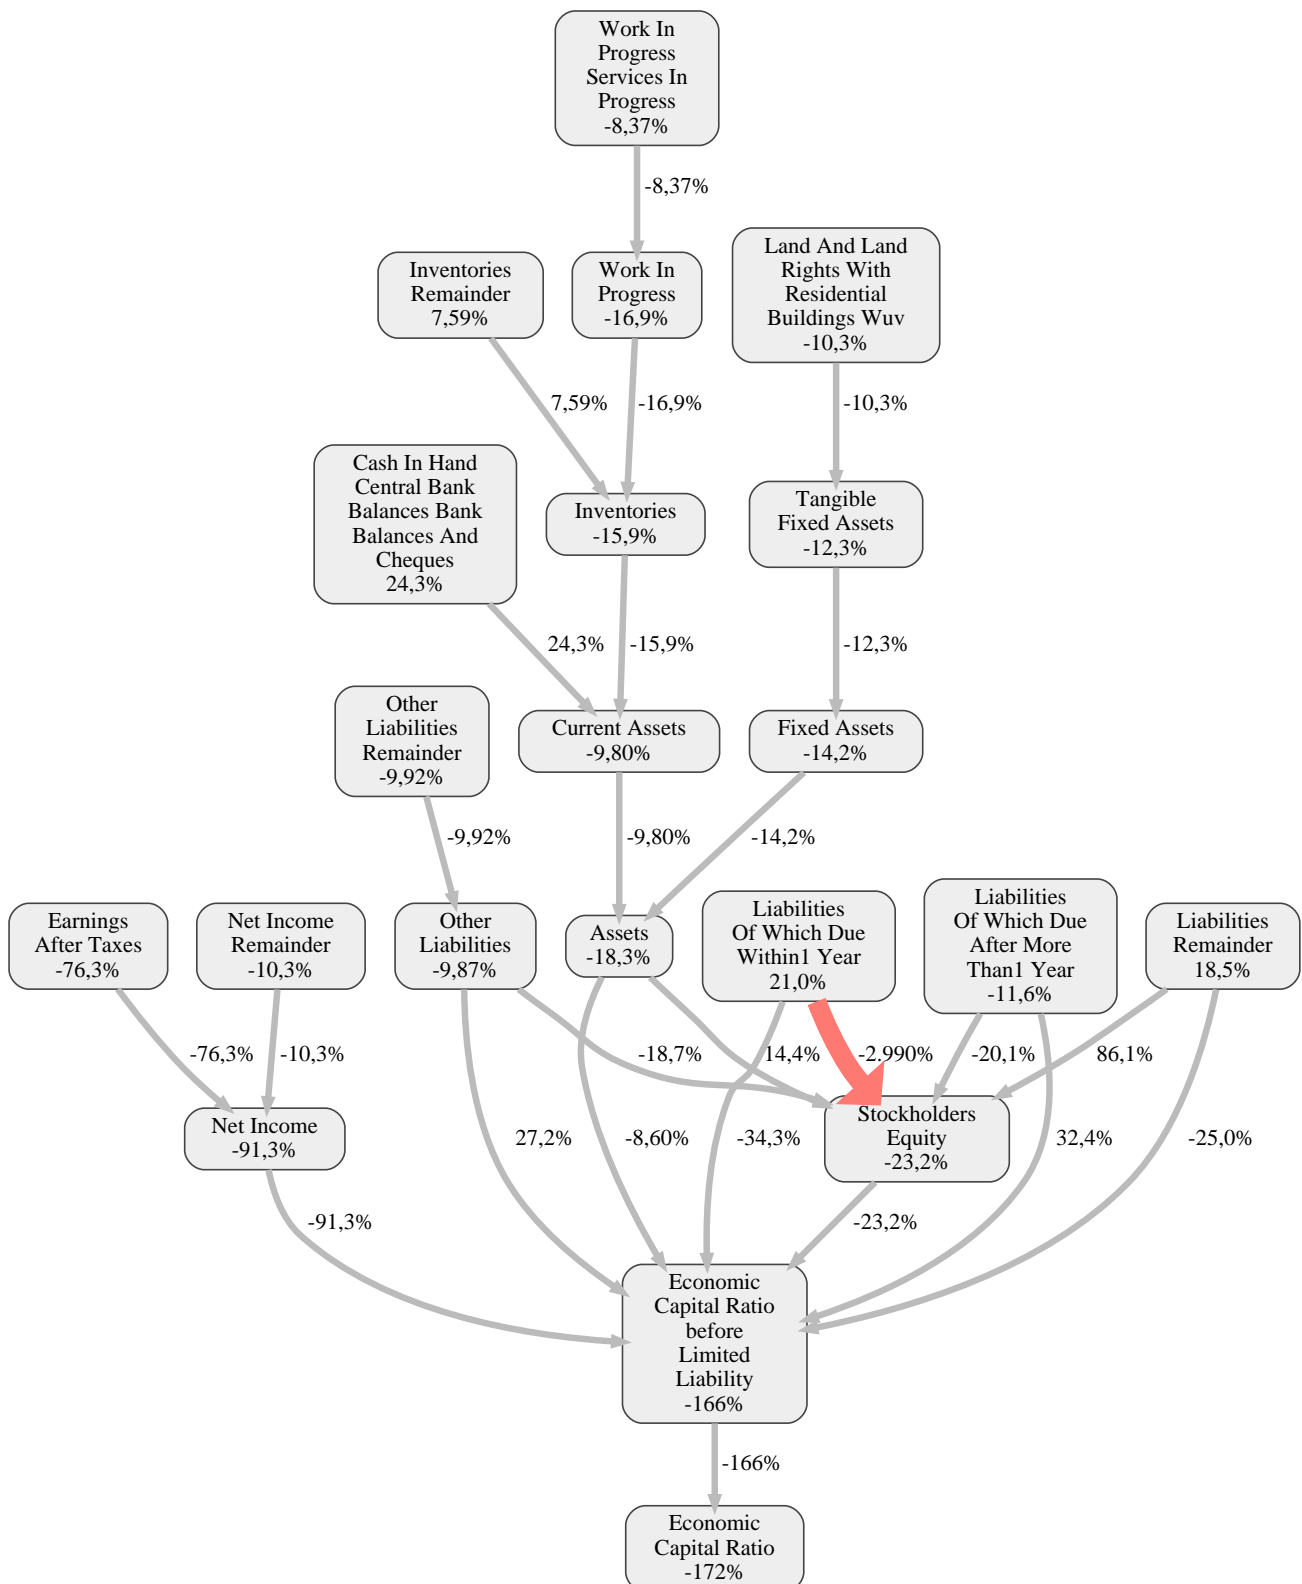 Work In
Progress
Services In
Progress
-8,37%
-8,37%
Inventories
Remainder
7,59%
Work In
Progress
-16,9%
Land And Land
Rights With
Residential
Buildings Wuv
-10,3%
7,59%
-16,9%
-10,3%
Cash In Hand
Central Bank
Balances Bank
Balances And
Cheques
24,3%
Inventories
-15,9%
Tangible
Fixed Assets
-12,3%
24,3%
-15,9%
-12,3%
Other
Liabilities
Remainder
-9,92%
Current Assets
-9,80%
Fixed Assets
-14,2%
-9,92%
-9,80%
-14,2%
Earnings
After Taxes
-76,3%
Net Income
Remainder
-10,3%
Other
Liabilities
-9,87%
Assets
-18,3%
Liabilities
Of Which Due
Within1 Year
21,0%
Liabilities
Of Which Due
After More
Than1 Year
-11,6%
Liabilities
Remainder
18,5%
-76,3%
-10,3%
-18,7%
14,4%
-2.990%
-20,1%
86,1%
Net Income
-91,3%
27,2%
-8,60%
-34,3%
Stockholders
Equity
-23,2%
32,4%
-25,0%
-91,3%
-23,2%
Economic
Capital Ratio
before
Limited
Liability
-166%
-166%
Economic
Capital Ratio
-172%